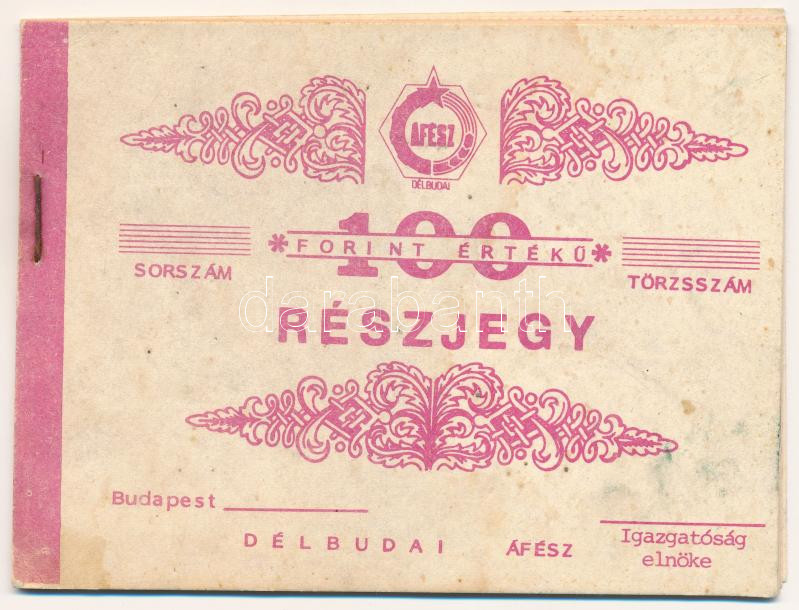 ÁFÉSZ
DÉLBUDAI
100
* FORINT ÉRTÉKŰ *
SORSZÁM
TÖRZSSZÁM
darabanth
RÉSZJEGY
Budapest
DÉLBUDAI ÁFÉSZ
Igazgatóság
elnöke